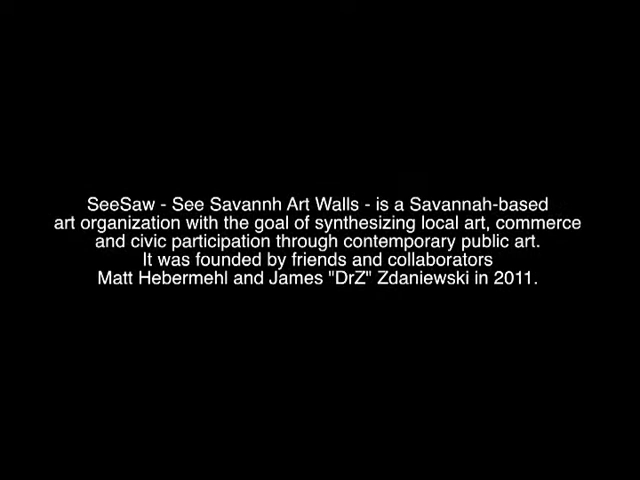 SeeSaw - See Savannh Art Walls - is a Savannah-based
art organization with the goal of synthesizing local art, commerce
and civic participation through contemporary public art.
It was founded by friends and collaborators
Matt Hebermehl and James "DrZ" Zdaniewski in 2011.